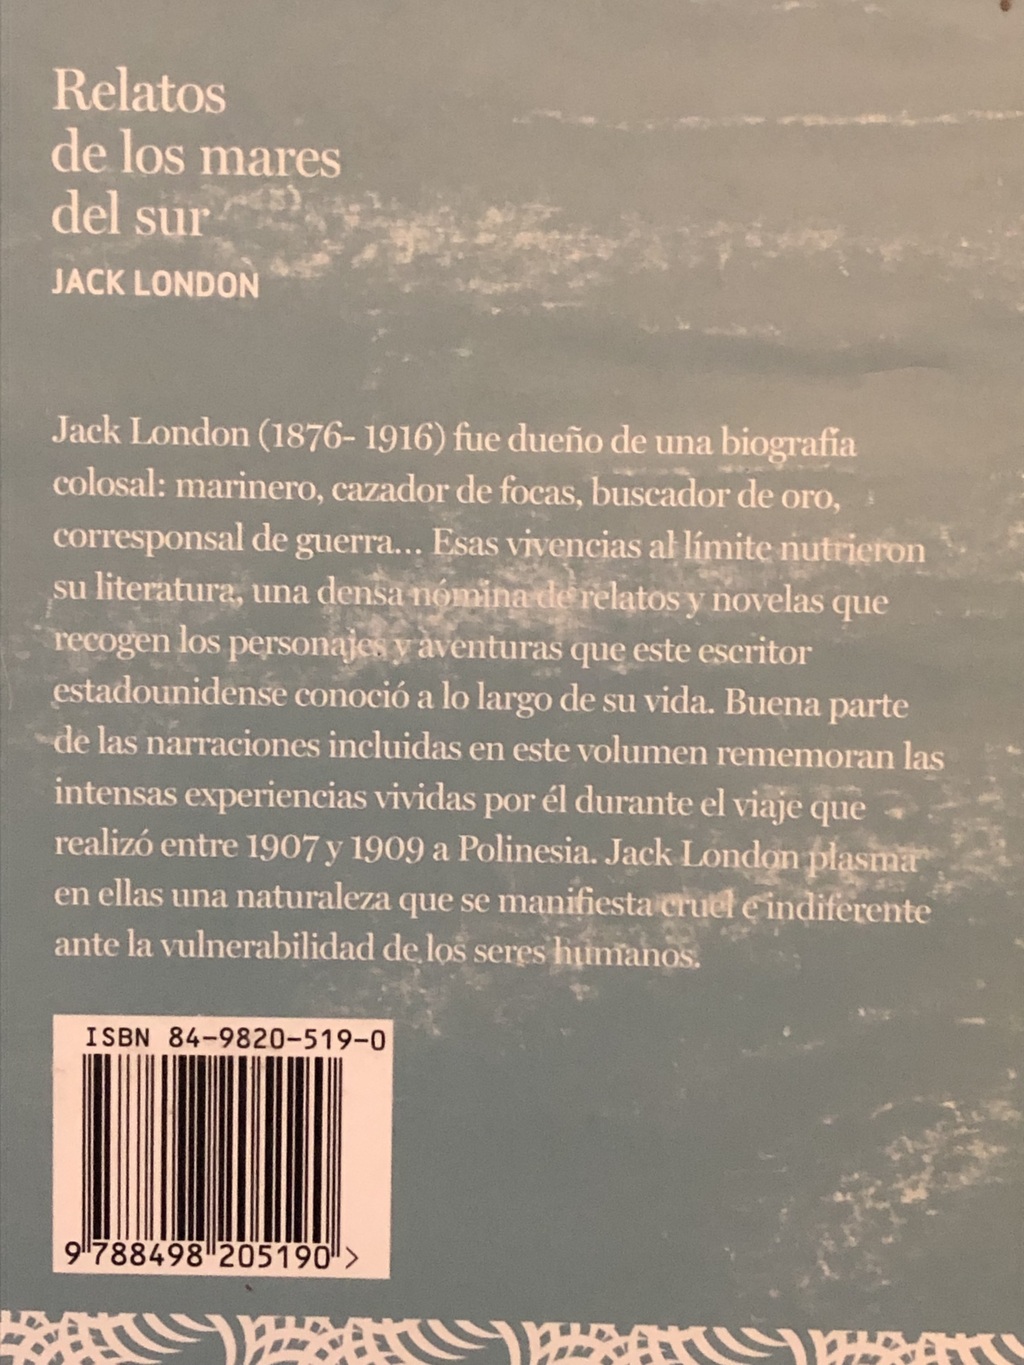 Relatos
de los mares
del sur
JACK LONDON
Jack London (1876- 1916) fue dueño de una biografía
colosal: marinero, cazador de focas, buscador de oro,
corresponsal de guerra... Esas vivencias al límite nutrieron
su literatura, una densa nómina de relatos y novelas que
recogen los personajes y aventuras que este escritor
estadounidense conoció a lo largo de su vida. Buena parte
de las narraciones incluidas en este volumen rememoran las
intensas experiencias vividas por él durante el viaje que
realizó entre 1907 y 1909 a Polinesia. Jack London plasma
en ellas una naturaleza que se manifiesta cruel e indiferente
ante la vulnerabilidad de los seres humanos.
ISBN 84-9820-519-0
9 788498 205190 >